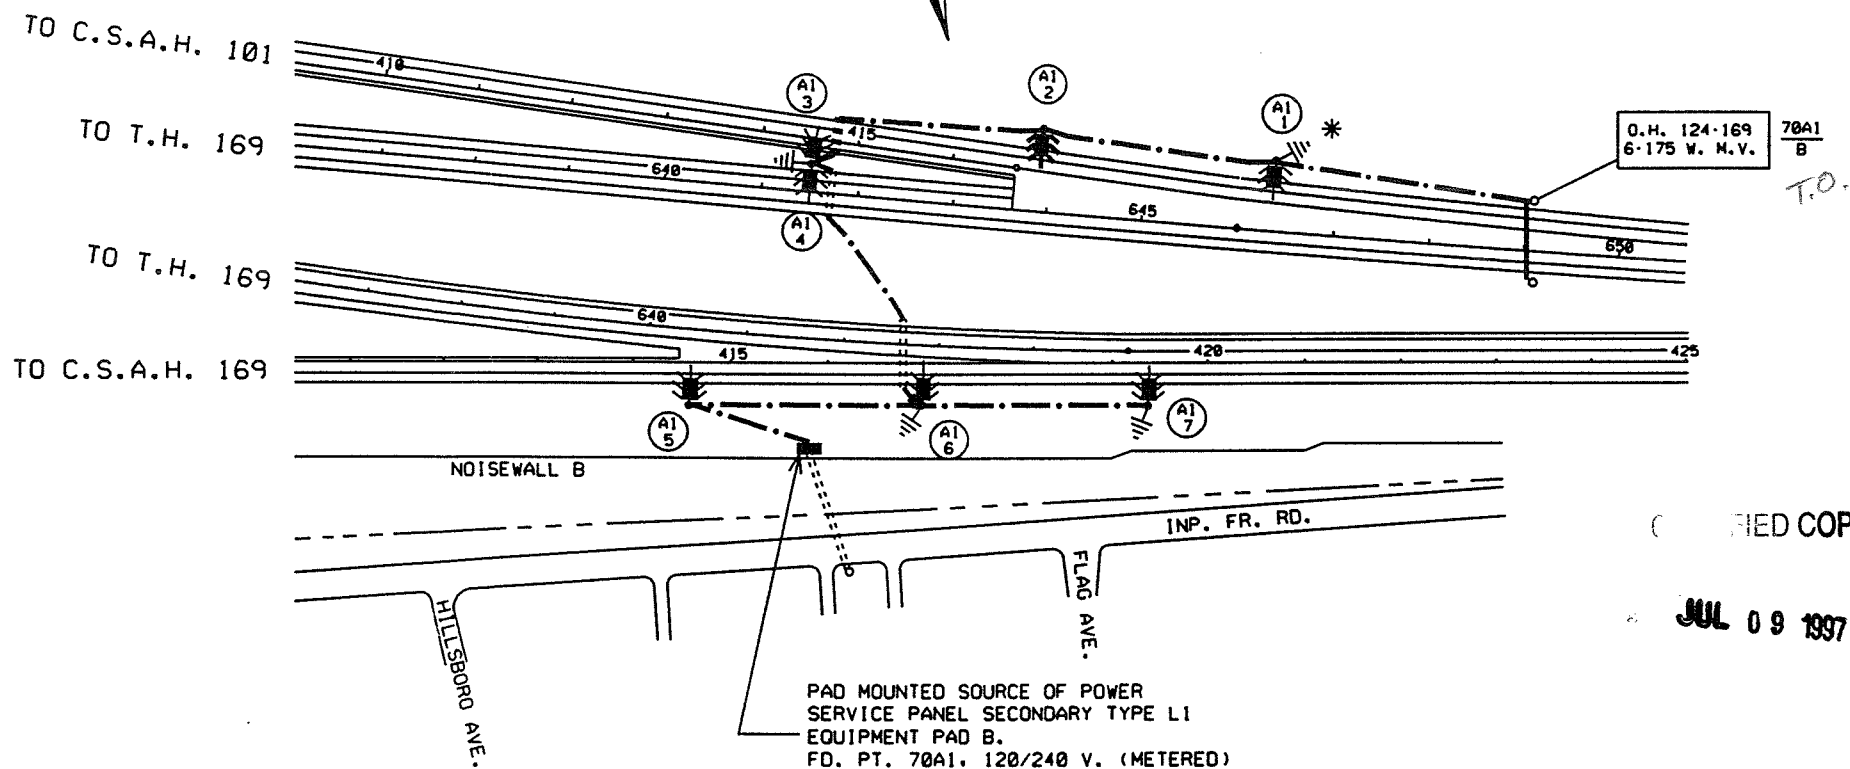 TO C.S.A.H. 101
410
A1
3
A1
2
A1
1
*
O.H. 124-169
6-175 W. M.V.
70A1
B
T.O.
415
TO T.H. 169
640
645
650
A1
4
TO T.H. 169
640
415
420
425
TO C.S.A.H. 169
A1
5
A1
6
A1
7
NOISEWALL B
INP. FR. RD.
FIED COP
JUL 09 1997
HILLSBORO AVE.
FLAG AVE.
PAD MOUNTED SOURCE OF POWER
SERVICE PANEL SECONDARY TYPE L1
EQUIPMENT PAD B.
FD. PT. 70A1. 120/240 V. (METERED)